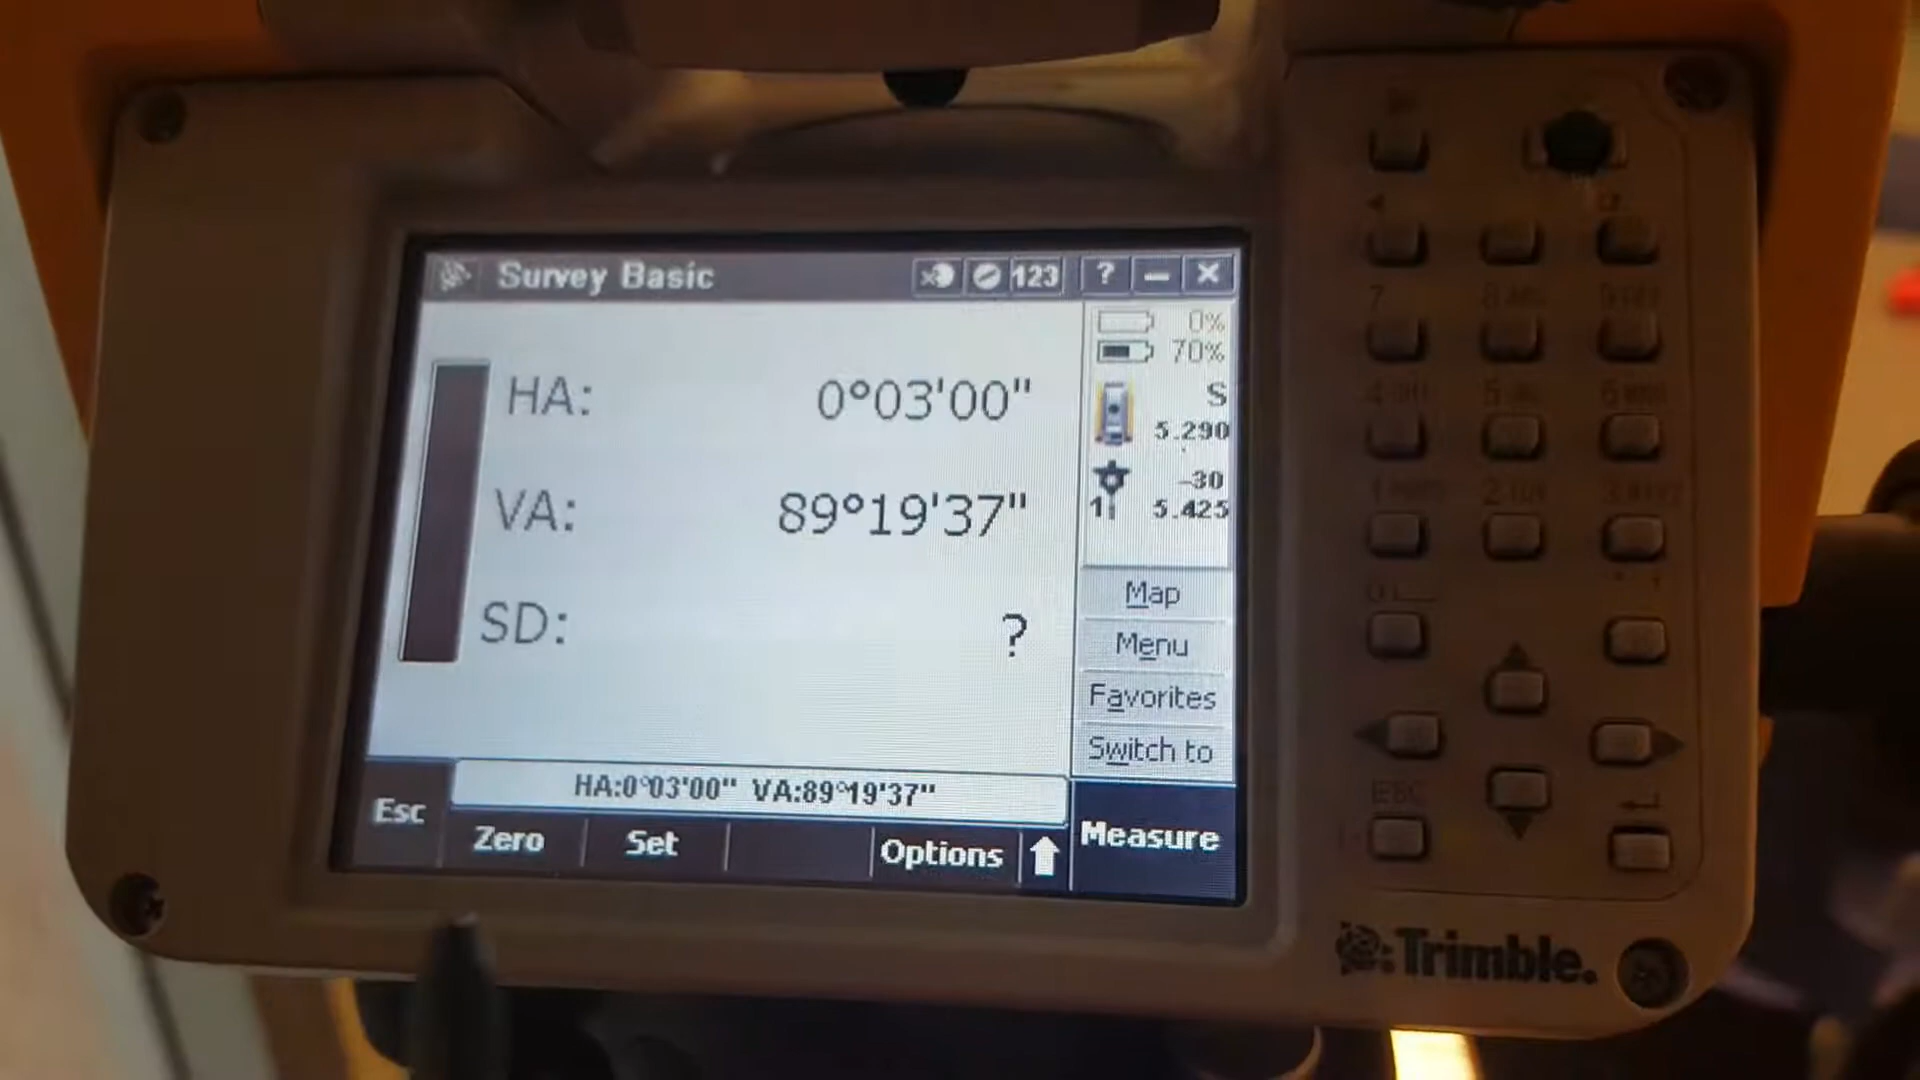 Survey Basic 123 ? – X
0%
70%
HA: 0°03'00"
S
5.290
VA: 89°19'37"
-30
1 5.425
SD: ?
Map
Menu
Favorites
Switch to
HA:0°03'00" VA:89°19'37"
Esc Zero Set Options Measure
7
ESC
Trimble.